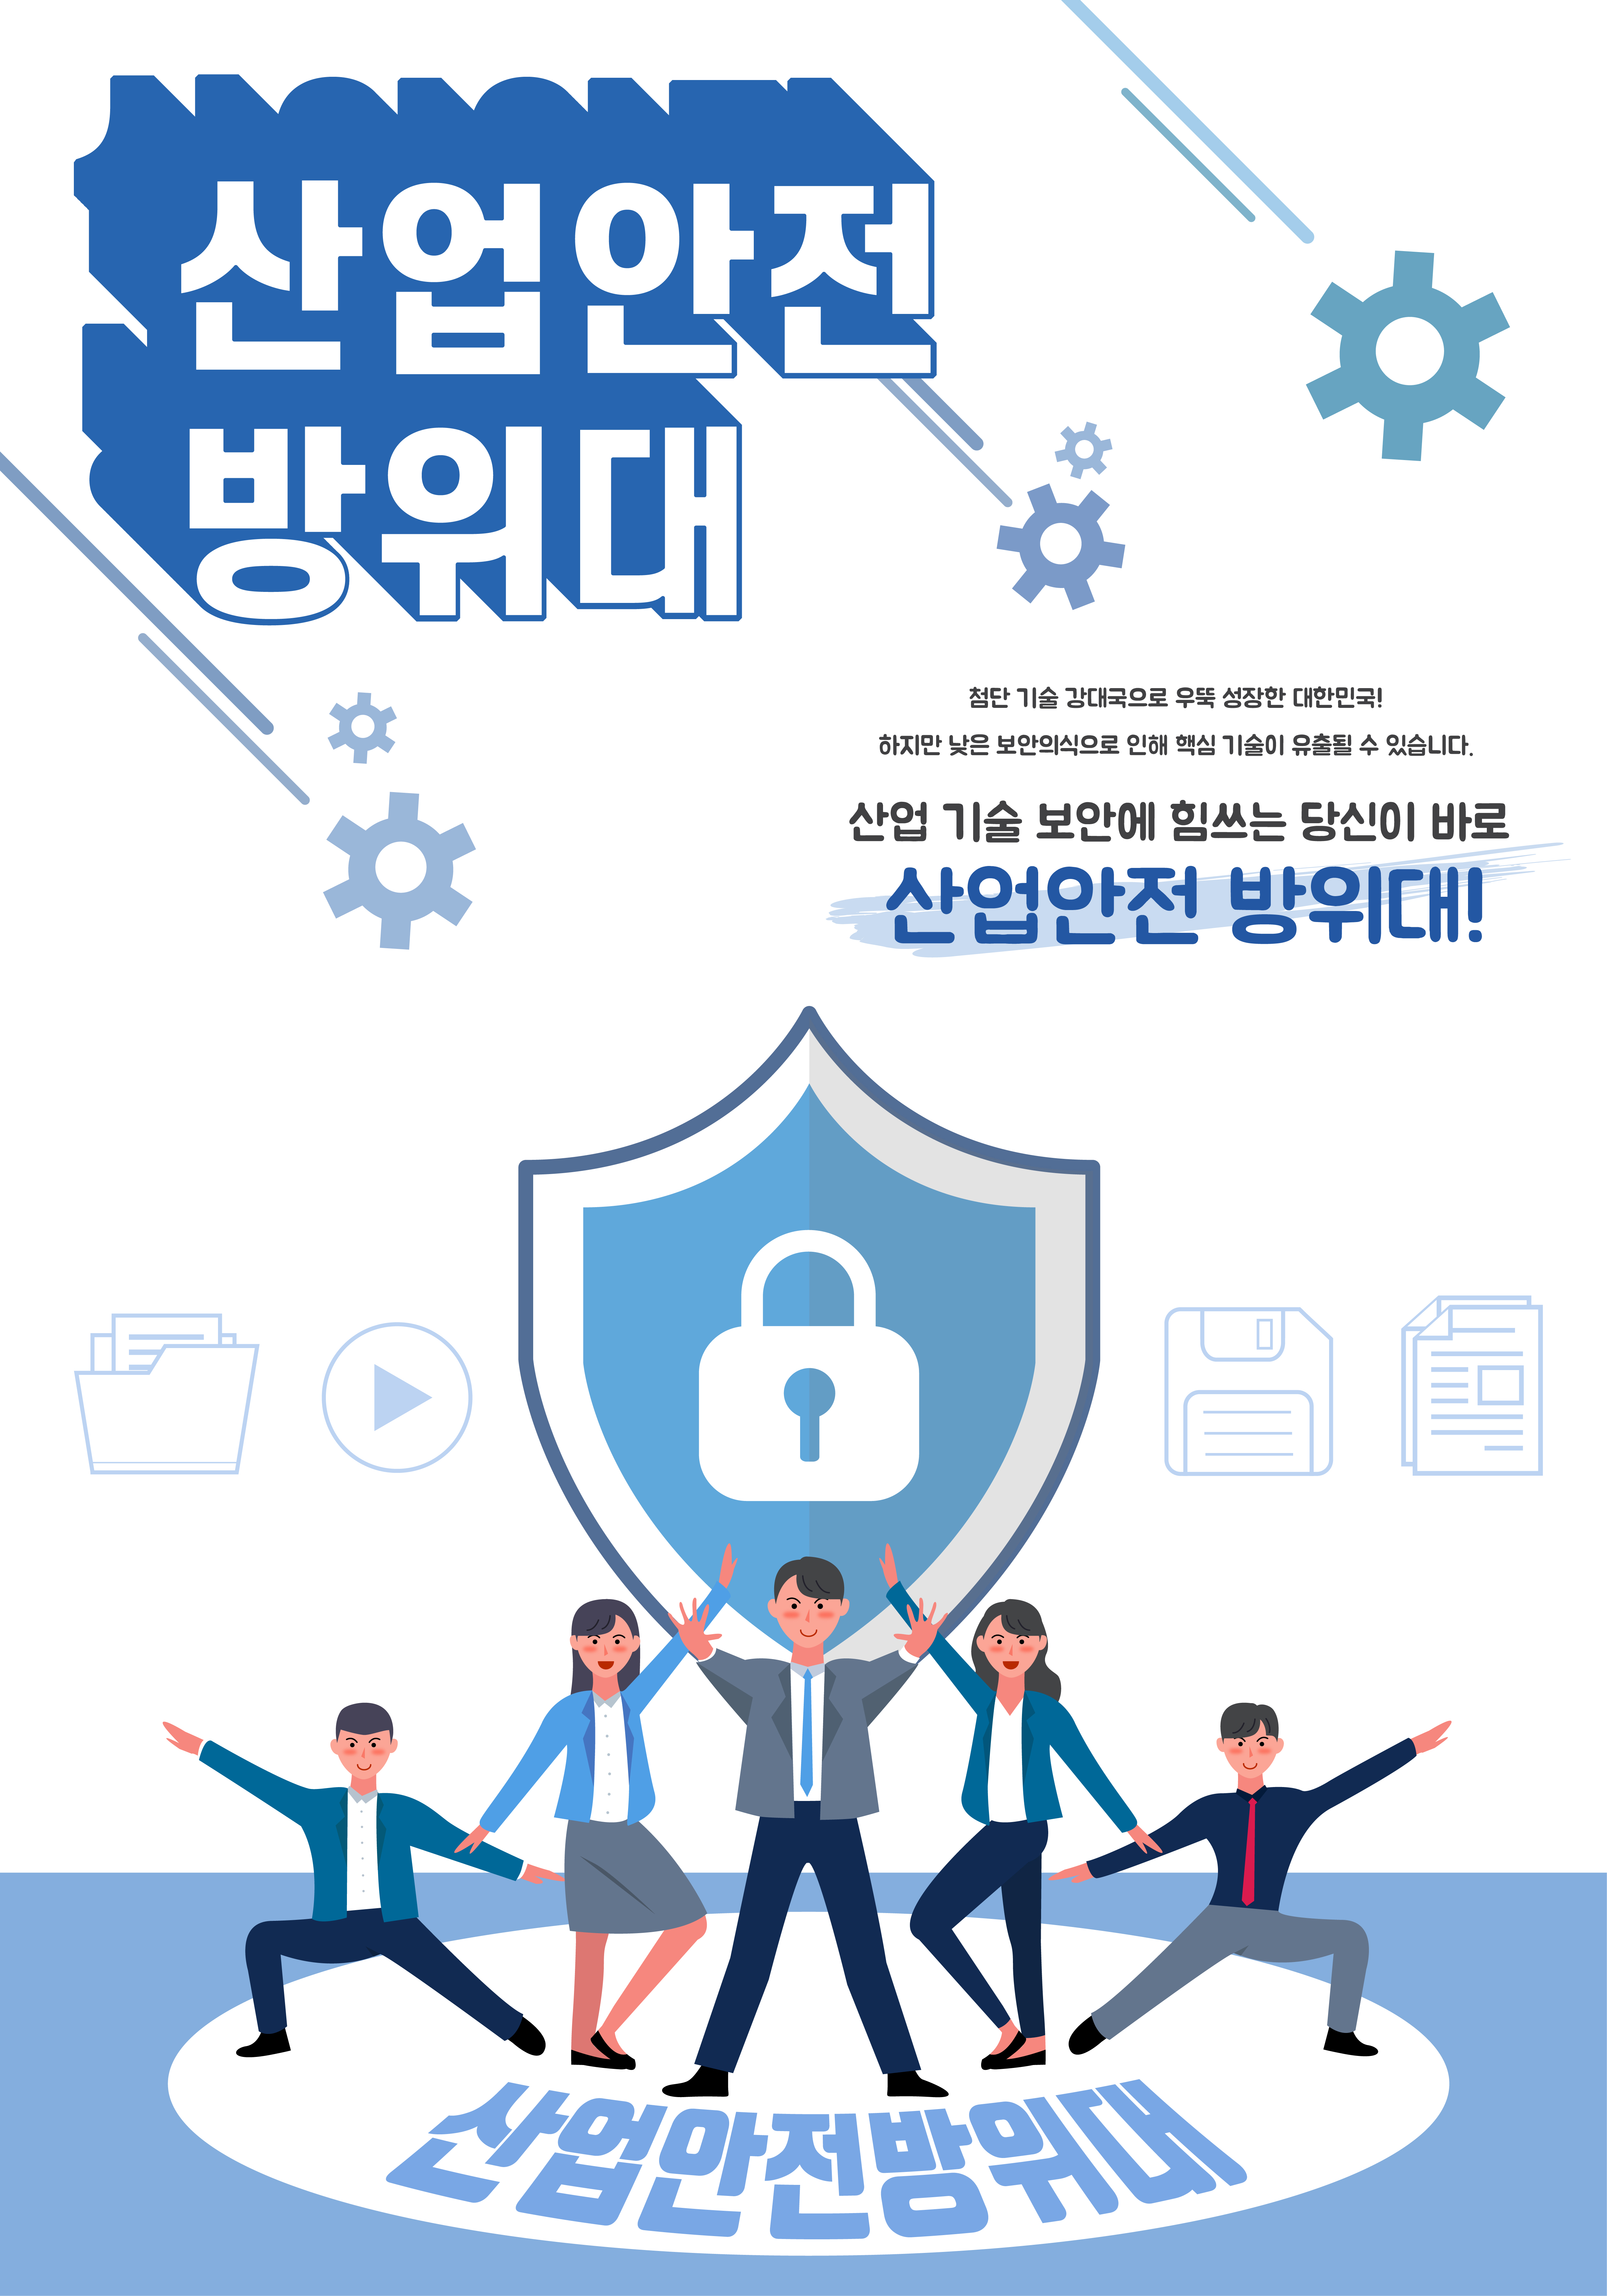 산업안전
방위대
첨단 기술 강대국으로 우뚝 성장한 대한민국!
하지만 낮은 보안의식으로 인해 핵심 기술이 유출될 수 있습니다.
산업 기술 보안에 힘쓰는 당신이 바로
산업안전 방위대!
산업안전방위대